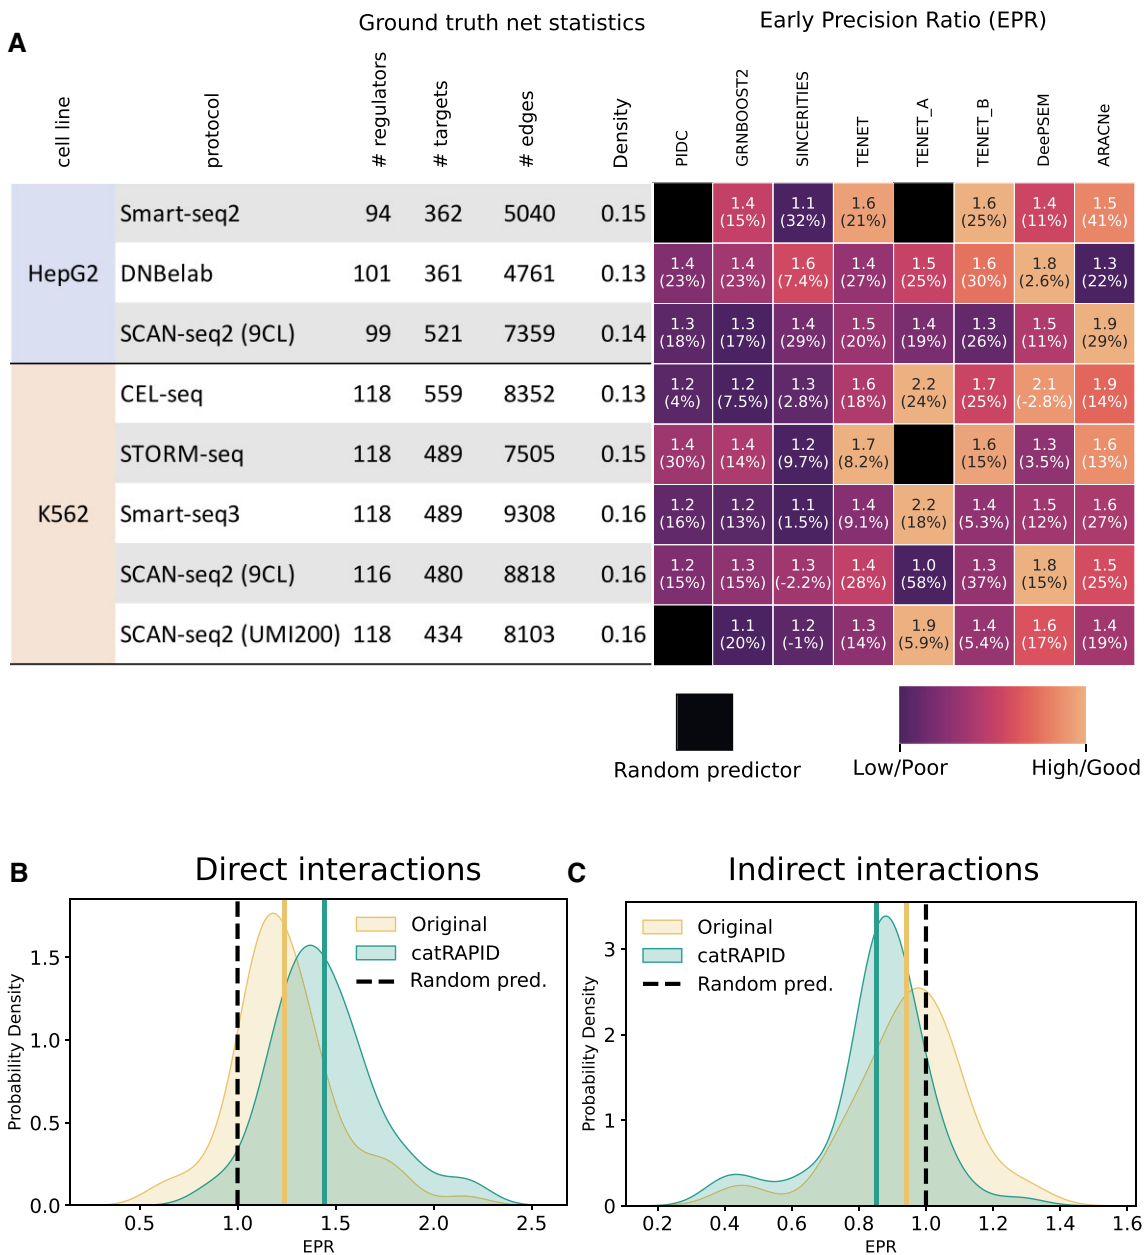 A
Ground truth net statistics
Early Precision Ratio (EPR)
cell line
protocol
# regulators
# targets
# edges
Density
PIDC
GRNBOOST2
SINCERITIES
TENET
TENET_A
TENET_B
DeePSEM
ARACNe
HepG2
Smart-seq2 94 362 5040 0.15
1.4 1.1 1.6 1.6 1.4 1.5
(15%) (32%) (21%) (25%) (11%) (41%)
DNBelab 101 361 4761 0.13
1.4 1.4 1.6 1.4 1.5 1.6 1.8 1.3
(23%) (23%) (7.4%) (27%) (25%) (30%) (2.6%) (22%)
SCAN-seq2 (9CL) 99 521 7359 0.14
1.3 1.3 1.4 1.5 1.4 1.3 1.5 1.9
(18%) (17%) (29%) (20%) (19%) (26%) (11%) (29%)
K562
CEL-seq 118 559 8352 0.13
1.2 1.2 1.3 1.6 2.2 1.7 2.1 1.9
(4%) (7.5%) (2.8%) (18%) (24%) (25%) (-2.8%) (14%)
STORM-seq 118 489 7505 0.15
1.4 1.4 1.2 1.7 1.6 1.3 1.6
(30%) (14%) (9.7%) (8.2%) (15%) (3.5%) (13%)
Smart-seq3 118 489 9308 0.16
1.2 1.2 1.1 1.4 2.2 1.4 1.5 1.6
(16%) (13%) (1.5%) (9.1%) (18%) (5.3%) (12%) (27%)
SCAN-seq2 (9CL) 116 480 8818 0.16
1.2 1.3 1.3 1.4 1.0 1.3 1.8 1.5
(15%) (15%) (-2.2%) (28%) (58%) (37%) (15%) (25%)
SCAN-seq2 (UMI200) 118 434 8103 0.16
1.1 1.2 1.3 1.9 1.4 1.6 1.4
(20%) (-1%) (14%) (5.9%) (5.4%) (17%) (19%)
Random predictor
Low/Poor
High/Good
B
Direct interactions
Original
catRAPID
Random pred.
Probability Density
1.5
1.0
0.5
0.0
0.5 1.0 1.5 2.0 2.5
EPR
C
Indirect interactions
Original
catRAPID
Random pred.
Probability Density
3
2
1
0
0.2 0.4 0.6 0.8 1.0 1.2 1.4 1.6
EPR